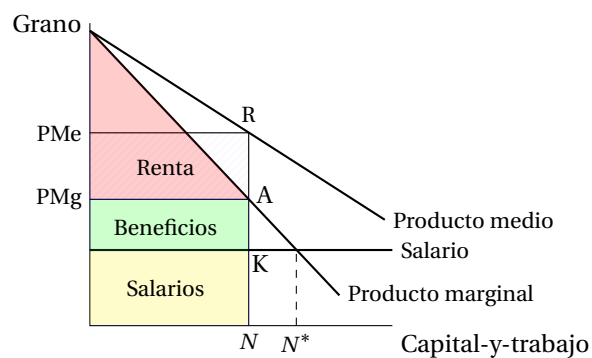 Grano
R
PMe
Renta
PMg
A
Producto medio
Beneficios
Salario
K
Salarios
Producto marginal
N
N*
Capital-y-trabajo